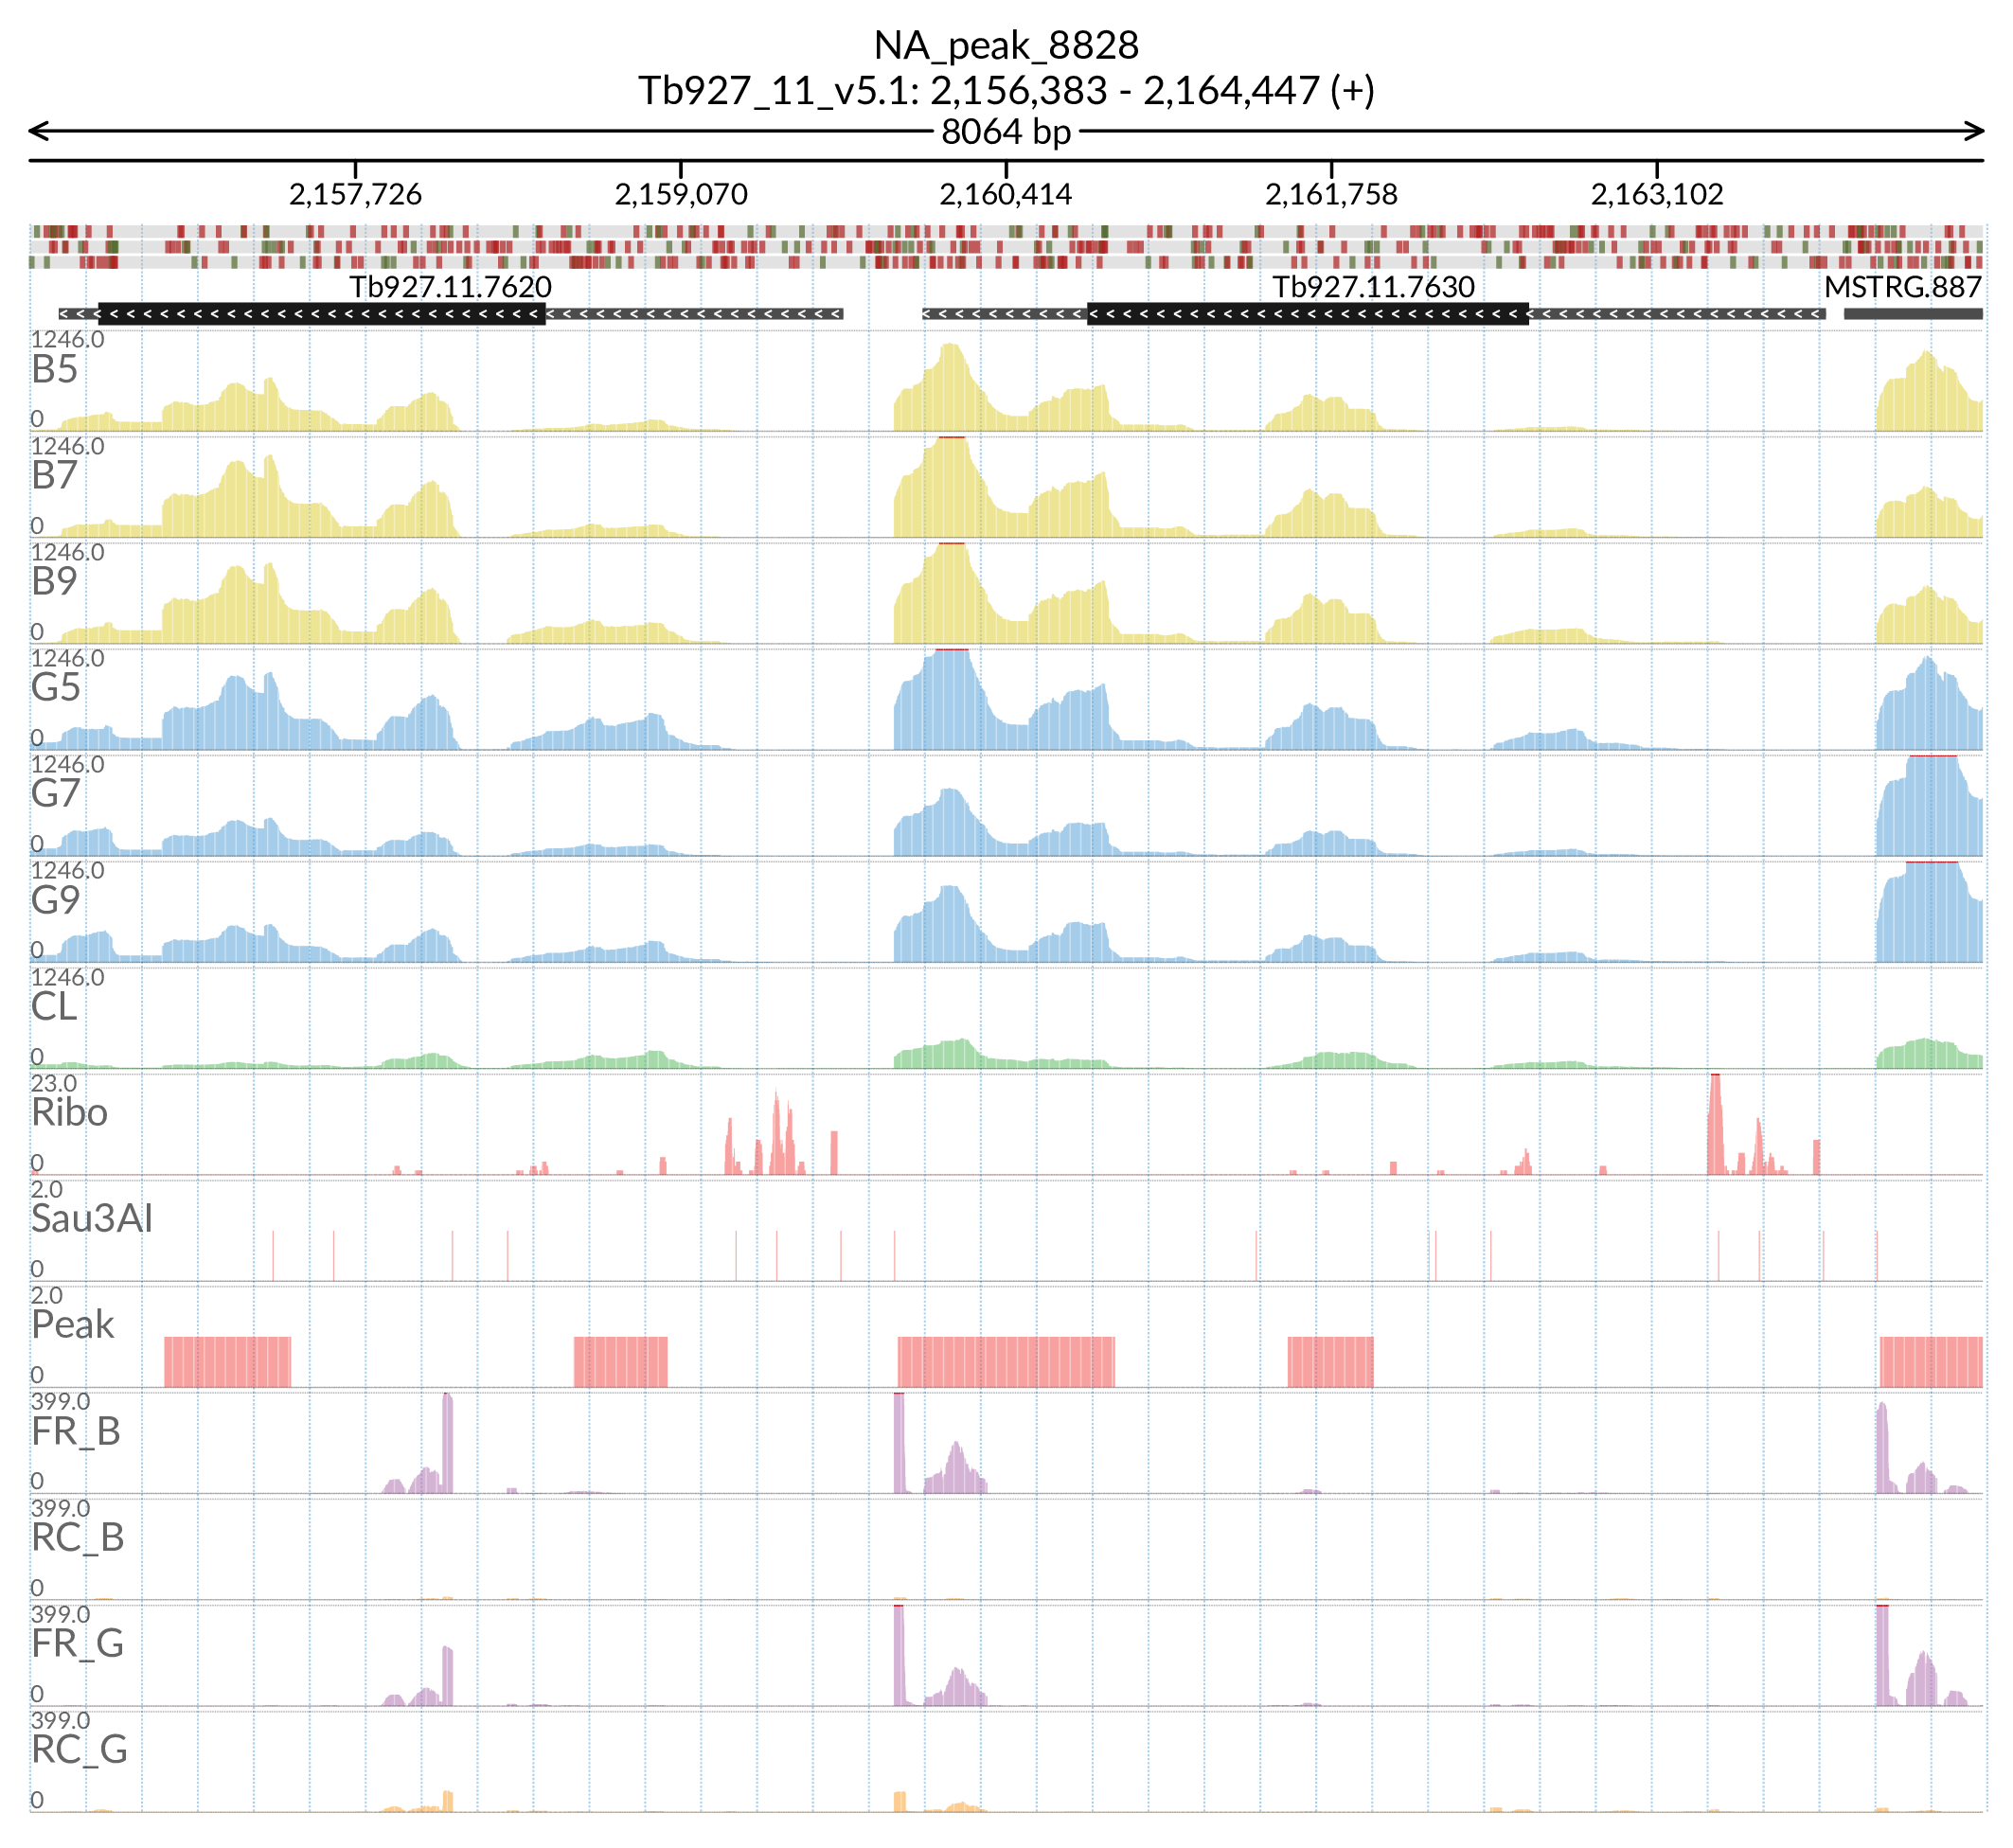 NA_peak_8828
Tb927_11_v5.1: 2,156,383 - 2,164,447 (+)
8064 bp
2,157,726 2,159,070 2,160,414 2,161,758 2,163,102
Tb927.11.7620 Tb927.11.7630 MSTRG.887
1246.0
B5
0
1246.0
B7
0
1246.0
B9
0
1246.0
G5
0
1246.0
G7
0
1246.0
G9
0
1246.0
CL
0
23.0
Ribo
0
2.0
Sau3AI
0
2.0
Peak
0
399.0
FR_B
0
399.0
RC_B
0
399.0
FR_G
0
399.0
RC_G
0